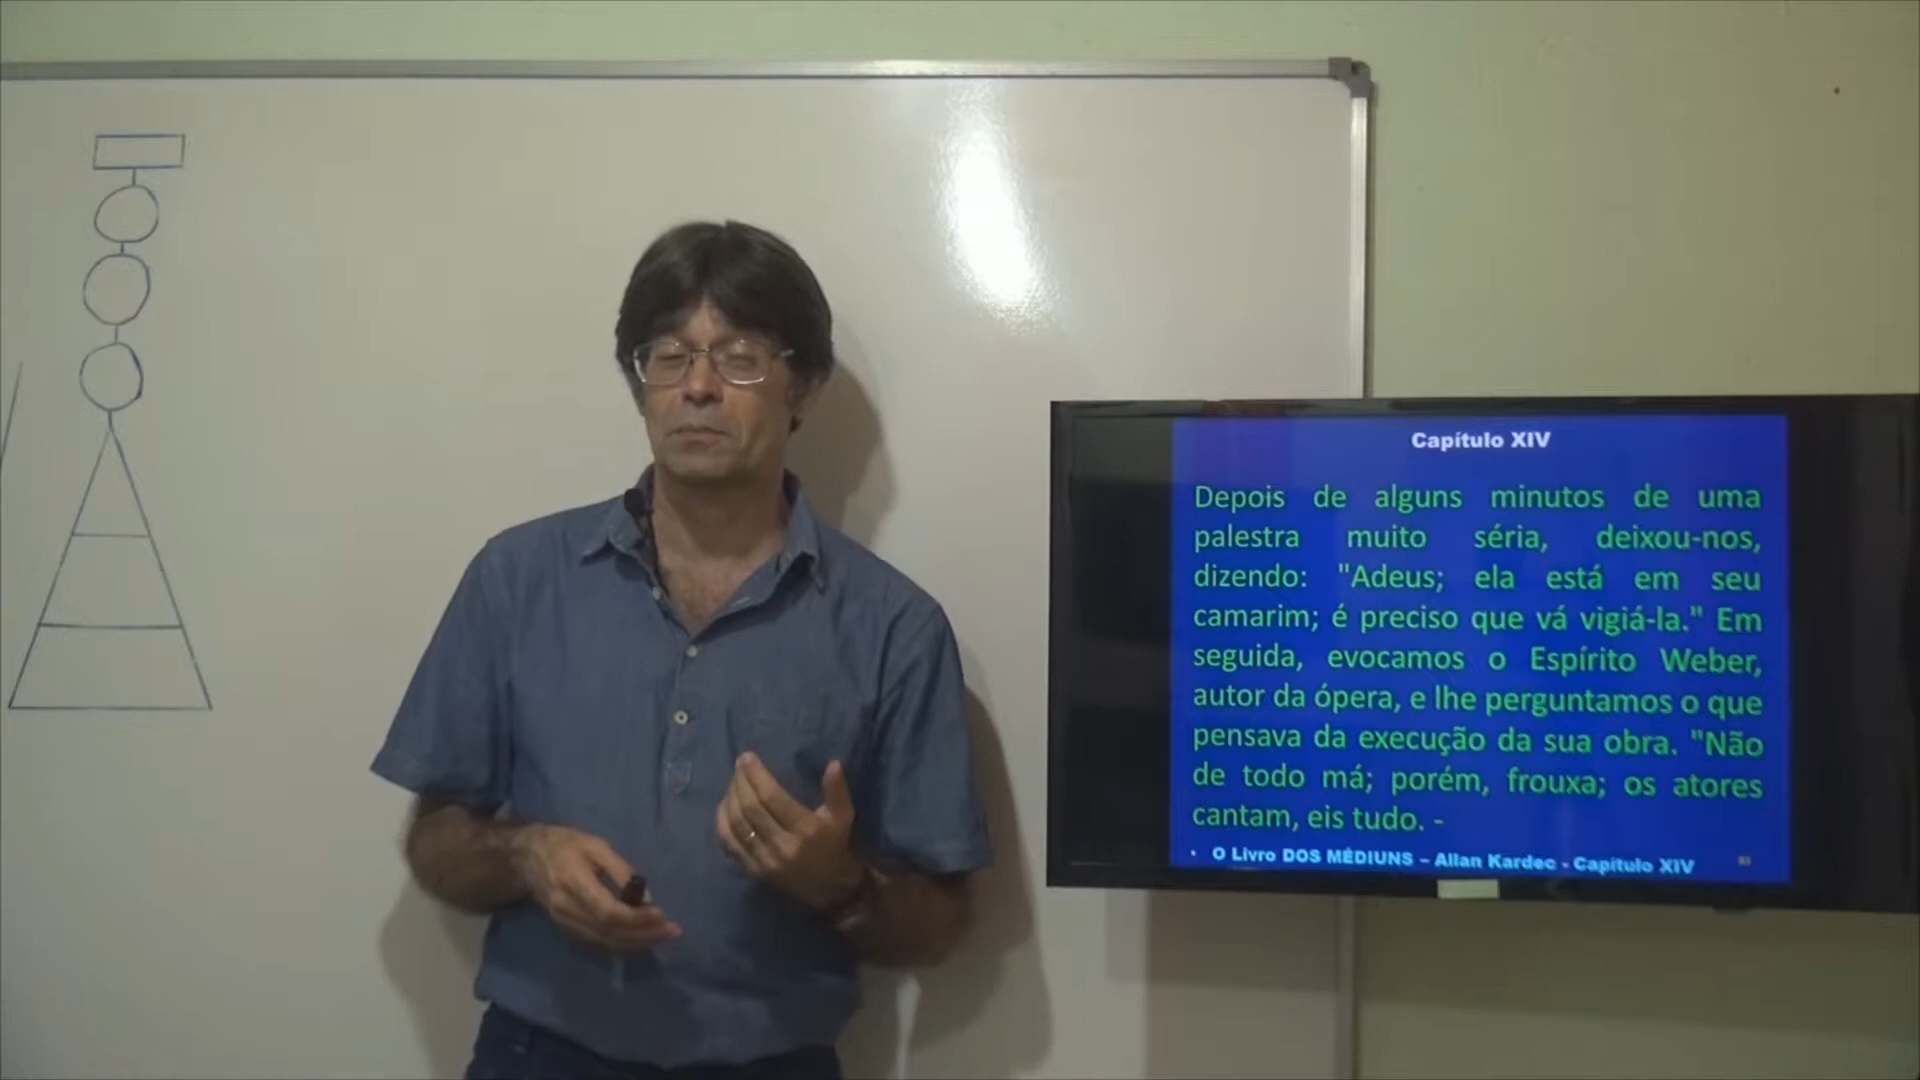 Capítulo XIV
Depois de alguns minutos de uma
palestra muito séria, deixou-nos,
dizendo: "Adeus; ela está em seu
camarim; é preciso que vá vigiá-la." Em
seguida, evocamos o Espírito Weber,
autor da ópera, e lhe perguntamos o que
pensava da execução da sua obra. "Não
de todo má; porém, frouxa; os atores
cantam, eis tudo. -
• O Livro DOS MÉDIUNS – Allan Kardec - Capítulo XIV